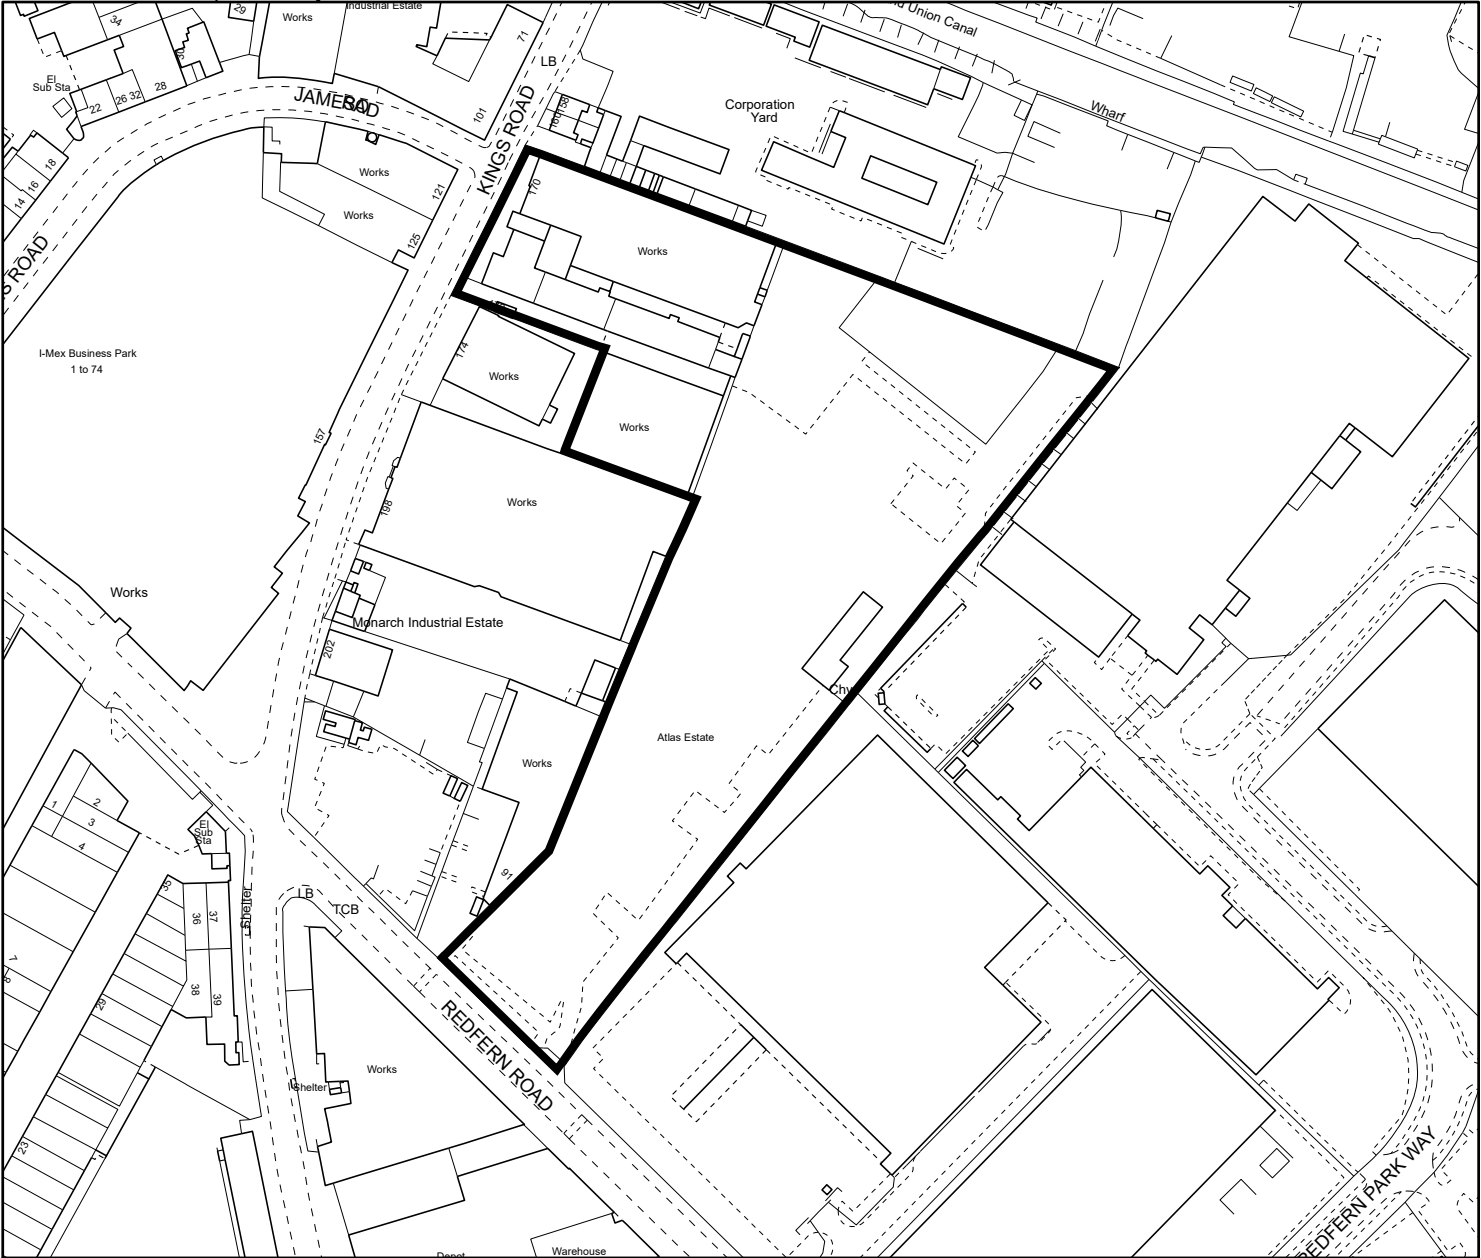 Industrial Estate
29
Works
34
71
nd Union Canal
LB
El
Sub Sta
22
26
32
28
JAMES
ROAD
101
KINGS ROAD
158
160
Corporation
Yard
Wharf
18
16
14
Works
121
Works
125
170
Works
S ROAD
I-Mex Business Park
1 to 74
174
Works
Works
157
198
Works
Works
Monarch Industrial Estate
202
Chy
Atlas Estate
Works
1
2
3
4
El
Sub
Sta
91
35
36
37
Shelter
LB
TCB
7
38
39
29
REDFERN ROAD
Works
Shelter
23
REDFERN PARK WAY
Depot
Warehouse